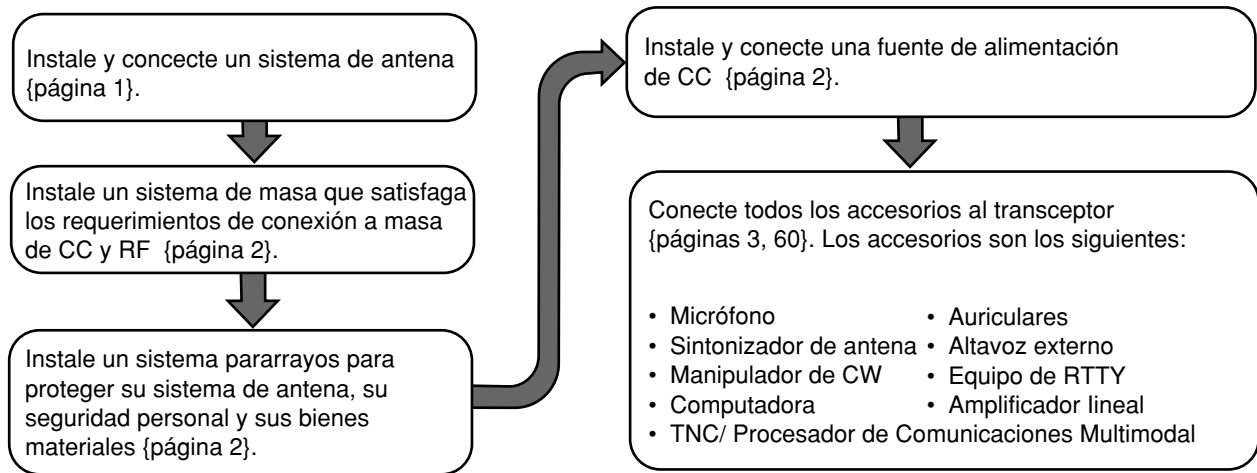 Instale y concecte un sistema de antena
{página 1}.
Instale un sistema de masa que satisfaga
los requerimientos de conexión a masa
de CC y RF {página 2}.
Instale un sistema pararrayos para
proteger su sistema de antena, su
seguridad personal y sus bienes
materiales {página 2}.
Instale y conecte una fuente de alimentación
de CC {página 2}.
Conecte todos los accesorios al transceptor
{páginas 3, 60}. Los accesorios son los siguientes:
• Micrófono
• Sintonizador de antena
• Manipulador de CW
• Computadora
• Auriculares
• Altavoz externo
• Equipo de RTTY
• Amplificador lineal
• TNC/ Procesador de Comunicaciones Multimodal